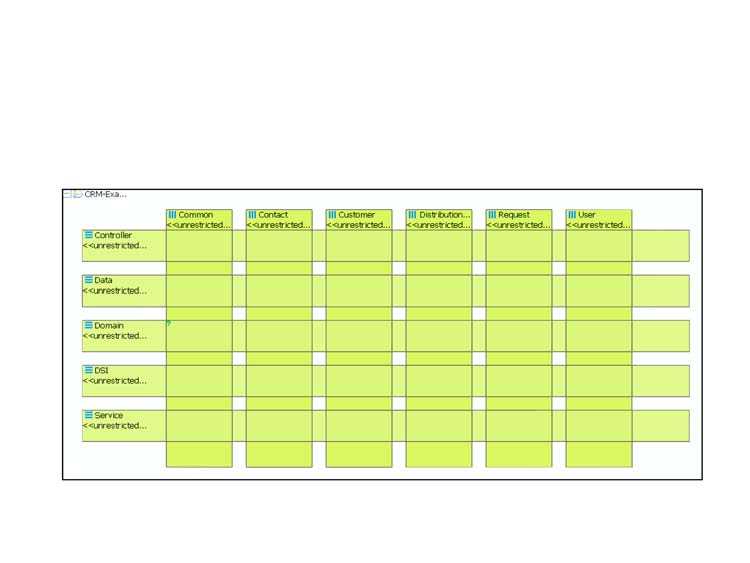 CRM-Exa...
Common
<<unrestricted...
Contact
<<unrestricted...
Customer
<<unrestricted...
Distribution...
<<unrestricted...
Request
<<unrestricted...
User
<<unrestricted...
Controller
<<unrestricted...
Data
<<unrestricted...
Domain
<<unrestricted...
?
DSI
<<unrestricted...
Service
<<unrestricted...